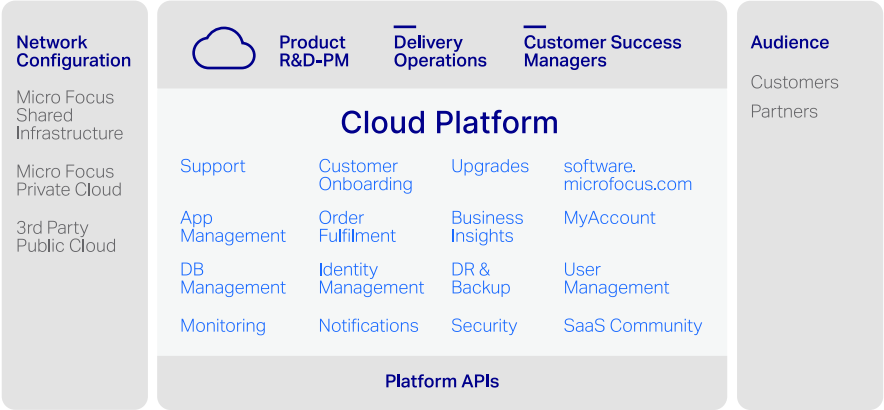 Network
Configuration
Micro Focus
Shared
Infrastructure
Micro Focus
Private Cloud
3rd Party
Public Cloud
Product
R&D-PM
Delivery
Operations
Customer Success
Managers
Cloud Platform
Support
Customer
Onboarding
Upgrades
software.
microfocus.com
App
Management
Order
Fulfilment
Business
Insights
MyAccount
DB
Management
Identity
Management
DR &
Backup
User
Management
Monitoring
Notifications
Security
SaaS Community
Platform APIs
Audience
Customers
Partners